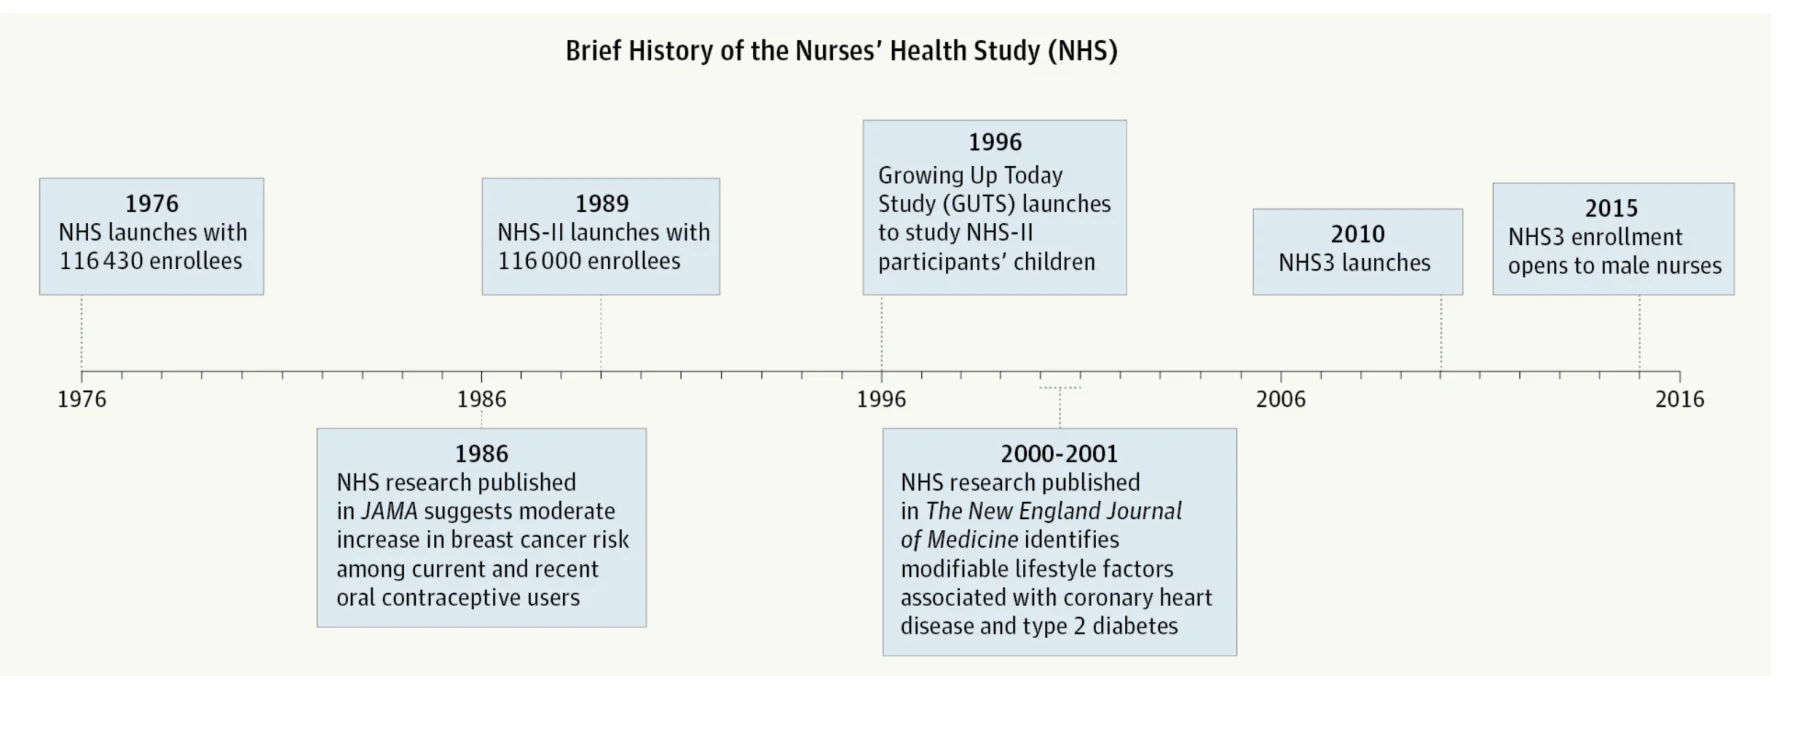 Brief History of the Nurses’ Health Study (NHS)
1976
NHS launches with
116 430 enrollees
1989
NHS-II launches with
116 000 enrollees
1996
Growing Up Today
Study (GUTS) launches
to study NHS-II
participants’ children
2010
NHS3 launches
2015
NHS3 enrollment
opens to male nurses
1976
1986
1996
2006
2016
1986
NHS research published
in JAMA suggests moderate
increase in breast cancer risk
among current and recent
oral contraceptive users
2000-2001
NHS research published
in The New England Journal
of Medicine identifies
modifiable lifestyle factors
associated with coronary heart
disease and type 2 diabetes